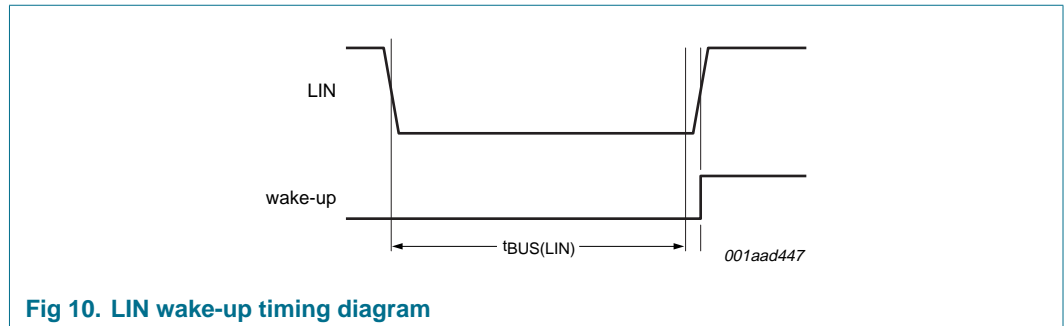 LIN
wake-up
tBUS(LIN)
001aad447
Fig 10. LIN wake-up timing diagram